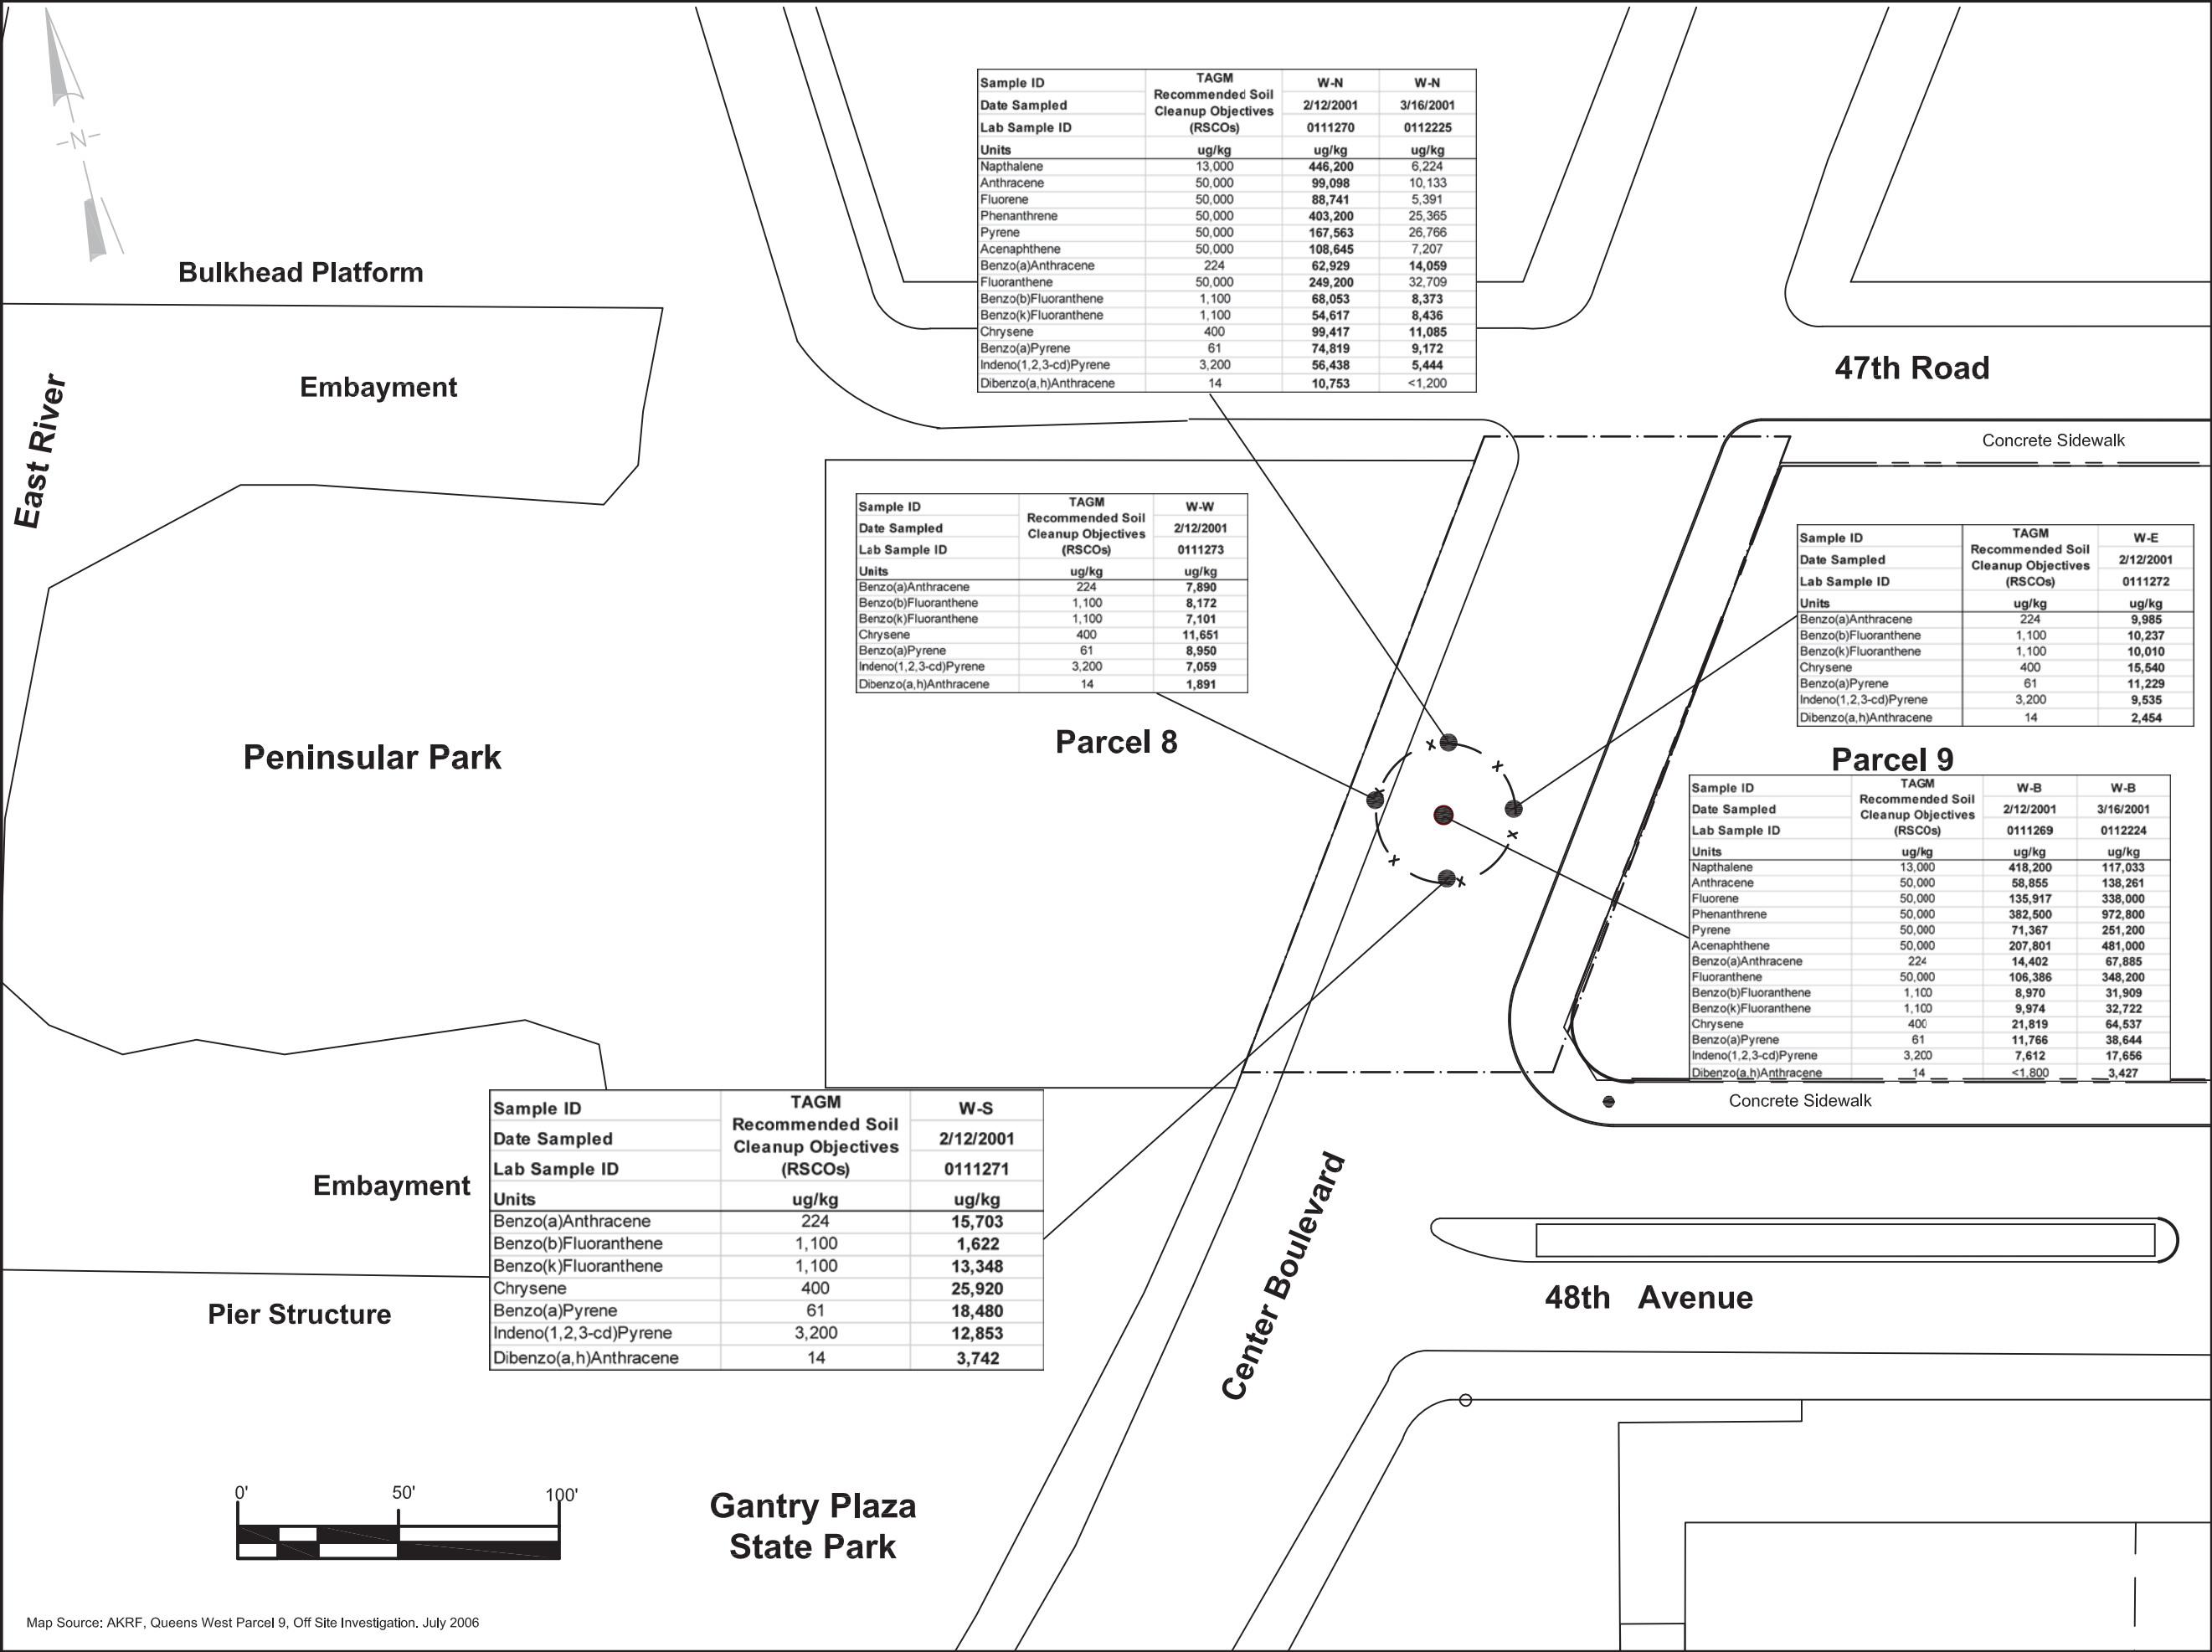 -N-
Bulkhead Platform
Embayment
East River
Peninsular Park
Embayment
Pier Structure
Sample ID TAGM Recommended Soil Cleanup Objectives (RSCOs) W-N W-N
Date Sampled 2/12/2001 3/16/2001
Lab Sample ID 0111270 0112225
Units ug/kg ug/kg ug/kg
Napthalene 13,000 446,200 6,224
Anthracene 50,000 99,098 10,133
Fluorene 50,000 88,741 5,391
Phenanthrene 50,000 403,200 25,365
Pyrene 50,000 167,563 26,766
Acenaphthene 50,000 108,645 7,207
Benzo(a)Anthracene 224 62,929 14,059
Fluoranthene 50,000 249,200 32,709
Benzo(b)Fluoranthene 1,100 68,053 8,373
Benzo(k)Fluoranthene 1,100 54,617 8,436
Chrysene 400 99,417 11,085
Benzo(a)Pyrene 61 74,819 9,172
Indeno(1,2,3-cd)Pyrene 3,200 56,438 5,444
Dibenzo(a,h)Anthracene 14 10,753 <1,200
47th Road
Concrete Sidewalk
Sample ID TAGM Recommended Soil Cleanup Objectives (RSCOs) W-W
Date Sampled 2/12/2001
Lab Sample ID 0111273
Units ug/kg ug/kg
Benzo(a)Anthracene 224 7,890
Benzo(b)Fluoranthene 1,100 8,172
Benzo(k)Fluoranthene 1,100 7,101
Chrysene 400 11,651
Benzo(a)Pyrene 61 8,950
Indeno(1,2,3-cd)Pyrene 3,200 7,059
Dibenzo(a,h)Anthracene 14 1,891
Parcel 8
Sample ID TAGM Recommended Soil Cleanup Objectives (RSCOs) W-E
Date Sampled 2/12/2001
Lab Sample ID 0111272
Units ug/kg ug/kg
Benzo(a)Anthracene 224 9,985
Benzo(b)Fluoranthene 1,100 10,237
Benzo(k)Fluoranthene 1,100 10,010
Chrysene 400 15,540
Benzo(a)Pyrene 61 11,229
Indeno(1,2,3-cd)Pyrene 3,200 9,535
Dibenzo(a,h)Anthracene 14 2,454
Parcel 9
Sample ID TAGM Recommended Soil Cleanup Objectives (RSCOs) W-B W-B
Date Sampled 2/12/2001 3/16/2001
Lab Sample ID 0111269 0112224
Units ug/kg ug/kg ug/kg
Napthalene 13,000 418,200 117,033
Anthracene 50,000 58,855 138,261
Fluorene 50,000 135,917 338,000
Phenanthrene 50,000 382,500 972,800
Pyrene 50,000 71,367 251,200
Acenaphthene 50,000 207,801 481,000
Benzo(a)Anthracene 224 14,402 67,885
Fluoranthene 50,000 106,386 348,200
Benzo(b)Fluoranthene 1,100 8,970 31,909
Benzo(k)Fluoranthene 1,100 9,974 32,722
Chrysene 400 21,819 64,537
Benzo(a)Pyrene 61 11,766 38,644
Indeno(1,2,3-cd)Pyrene 3,200 7,612 17,656
Dibenzo(a,h)Anthracene 14 <1,800 3,427
Concrete Sidewalk
Sample ID TAGM Recommended Soil Cleanup Objectives (RSCOs) W-S
Date Sampled 2/12/2001
Lab Sample ID 0111271
Units ug/kg ug/kg
Benzo(a)Anthracene 224 15,703
Benzo(b)Fluoranthene 1,100 1,622
Benzo(k)Fluoranthene 1,100 13,348
Chrysene 400 25,920
Benzo(a)Pyrene 61 18,480
Indeno(1,2,3-cd)Pyrene 3,200 12,853
Dibenzo(a,h)Anthracene 14 3,742
Center Boulevard
48th Avenue
0' 50' 100'
Gantry Plaza
State Park
Map Source: AKRF, Queens West Parcel 9, Off Site Investigation, July 2006